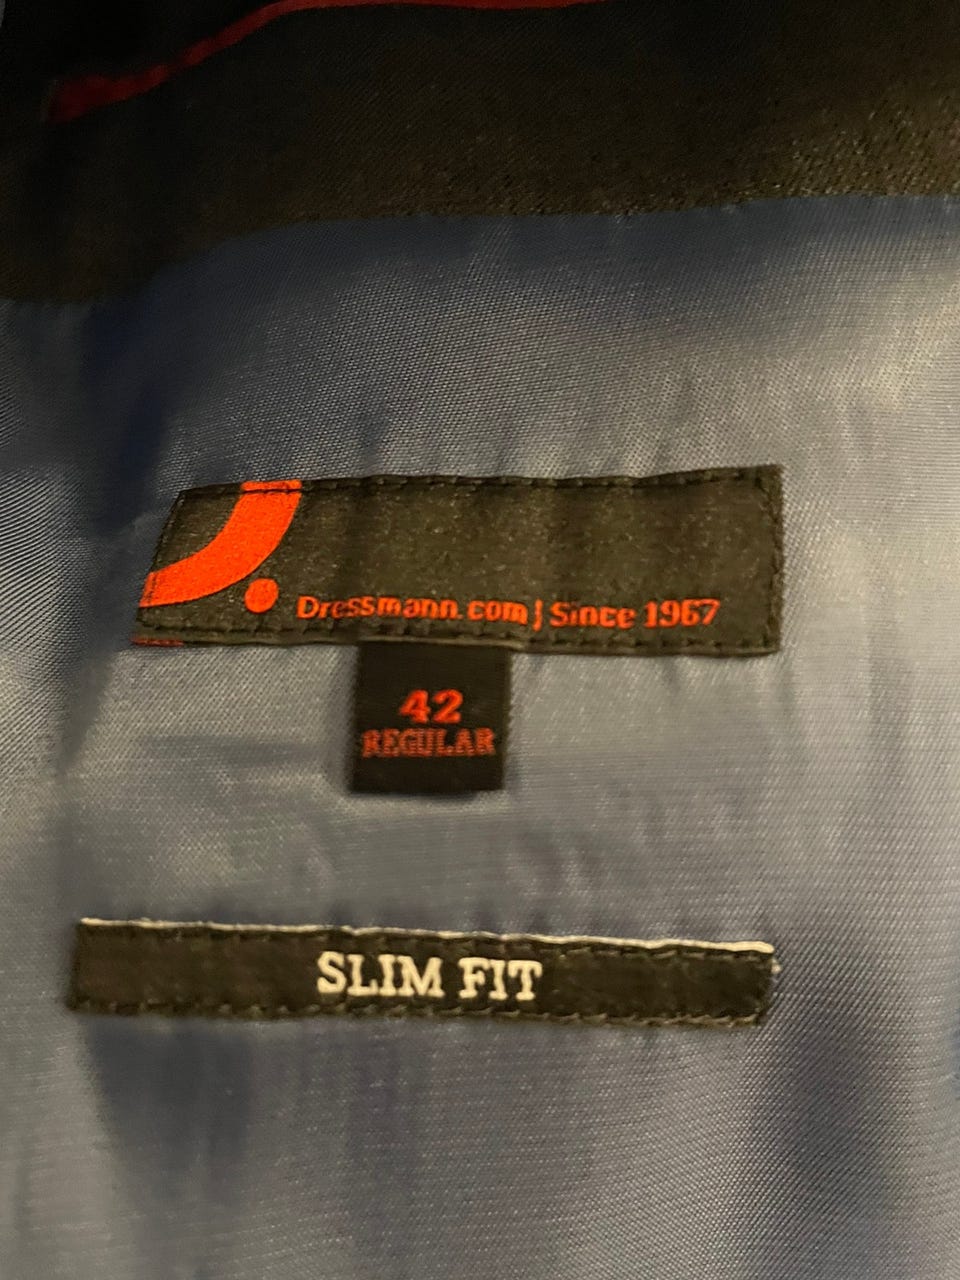 Dressmann.com | Since 1967
42
REGULAR
SLIM FIT